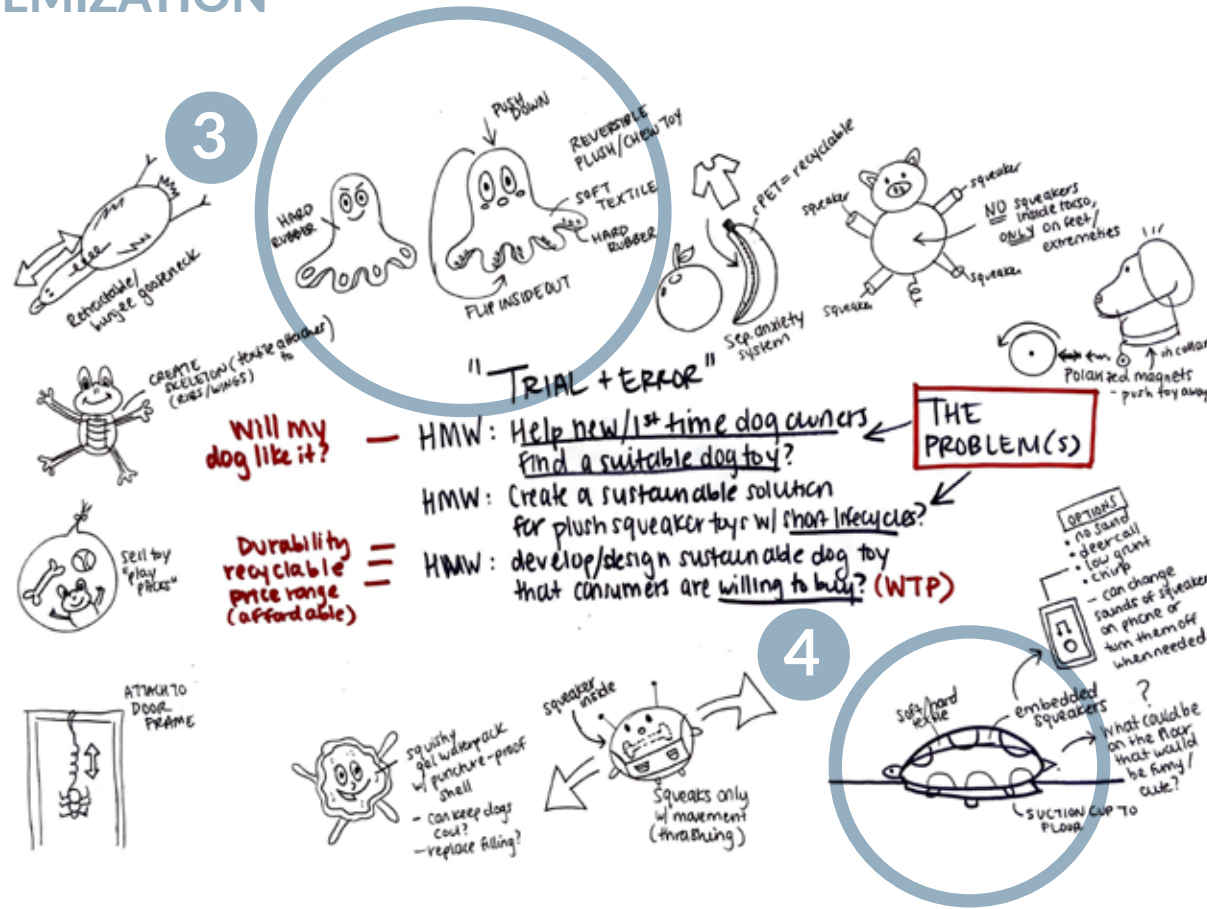 EMIZATION
3
PUSH
DOWN
REVERSIBLE
PLUSH/CHEW TOY
SOFT
TEXTILE
HARD
RUBBER
HARD
RUBBER
FLIP INSIDE OUT
Retractable/
bunjee gooseneck
rPET = recyclable
Sep. anxiety
system
squeaker
squeaker
squeaker
squeaker
NO squeakers
inside torso,
ONLY on feet/
extremeties
in collar
Polarized magnets
- push toy away
CREATE
SKELETON (textile attaches
to
(RIBS/WINGS)
"TRIAL + ERROR"
THE
PROBLEM(S)
Will my
dog like it?
— HMW: Help new/1st time dog owners
find a suitable dog toy?
HMW: Create a sustainable solution
for plush squeaker toys w/ short lifecycles?
Durability
recyclable
price range
(affordable)
HMW: develop/design sustainable dog toy
that consumers are willing to buy? (WTP)
sell toy
"play
packs"
OPTIONS
• no sound
• deer call
• low grunt
• chirp
- can change
sounds of squeaker
on phone or
turn them off
when needed
4
ATTACH TO
DOOR
FRAME
squishy
gel waterpack
w/ puncture-proof
shell
- can keep dogs
cool?
- replace filling?
squeaker
inside
Squeaks only
w/ movement
(thrashing)
soft/hard
textile
embedded
squeakers
?
What could be
on the floor
that would
be funny/
cute?
SUCTION CUP TO
FLOOR